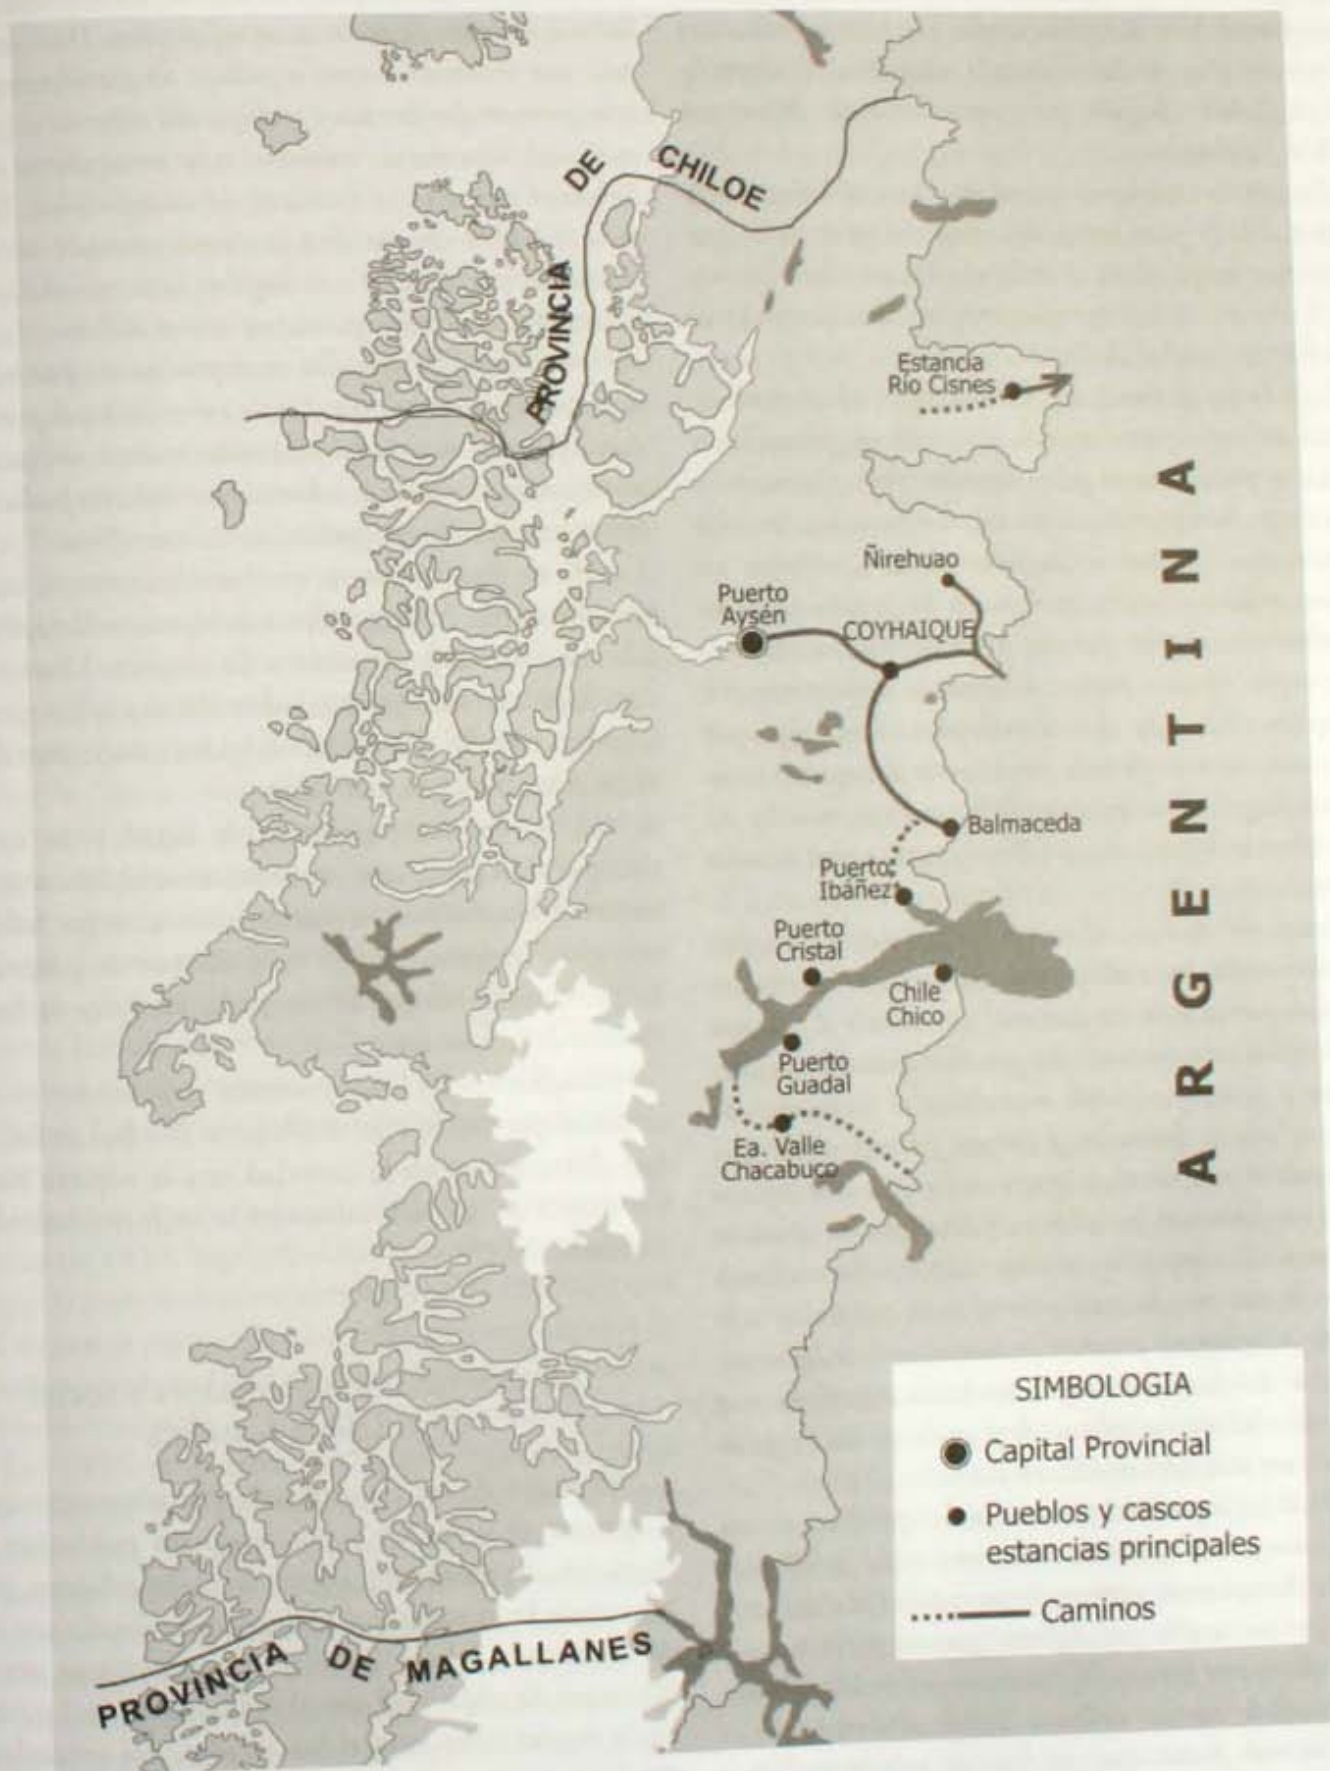 PROVINCIA DE CHILOE
Estancia
Río Cisnes
Ñirehuao
Puerto
Aysén
COYHAIQUE
Balmaceda
Puerto
Ibáñez
Puerto
Cristal
Chile
Chico
Puerto
Guadal
Ea. Valle
Chacabuco
ARGENTINA
SIMBOLOGIA
Capital Provincial
Pueblos y cascos
estancias principales
Caminos
PROVINCIA DE MAGALLANES